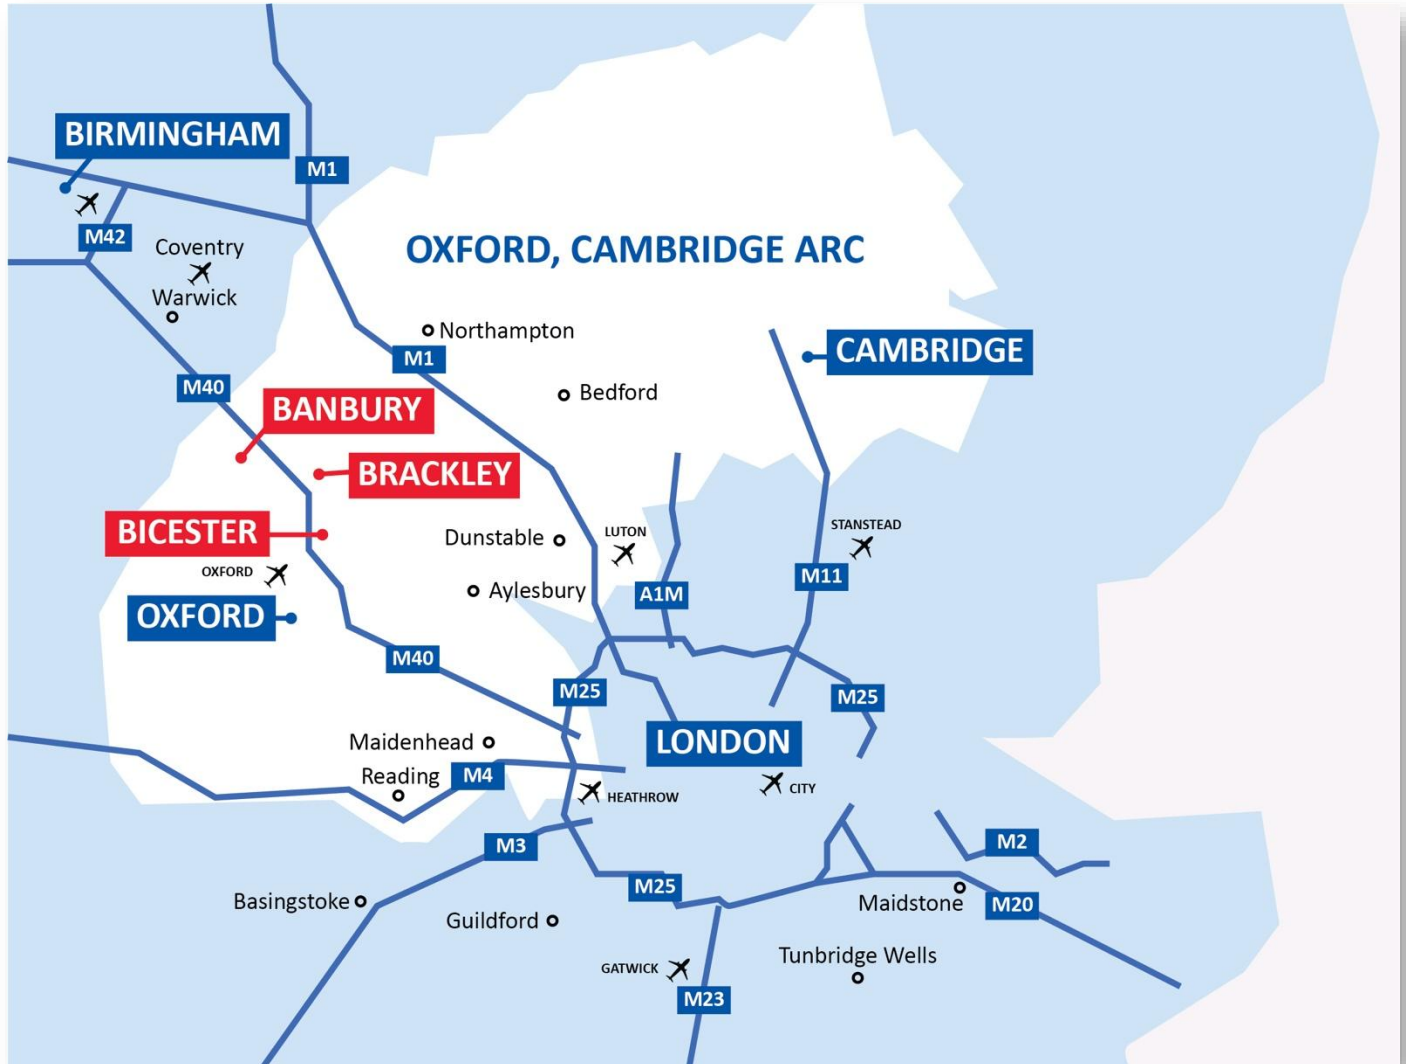 BIRMINGHAM
M1
M42
Coventry
Warwick
OXFORD, CAMBRIDGE ARC
Northampton
M1
CAMBRIDGE
M40
Bedford
BANBURY
BRACKLEY
BICESTER
Dunstable
LUTON
STANSTEAD
OXFORD
Aylesbury
A1M
M11
OXFORD
M40
M25
M25
Maidenhead
LONDON
Reading
M4
HEATHROW
CITY
M3
M2
M25
Basingstoke
Guildford
Maidstone
M20
GATWICK
Tunbridge Wells
M23